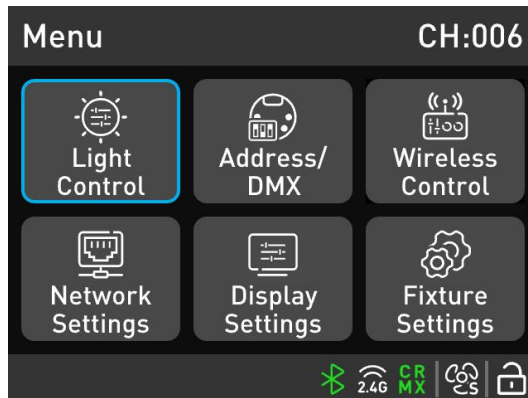 Menu CH:006
Light Control
Address/ DMX
Wireless Control
Network Settings
Display Settings
Fixture Settings
2.4G CR MX S